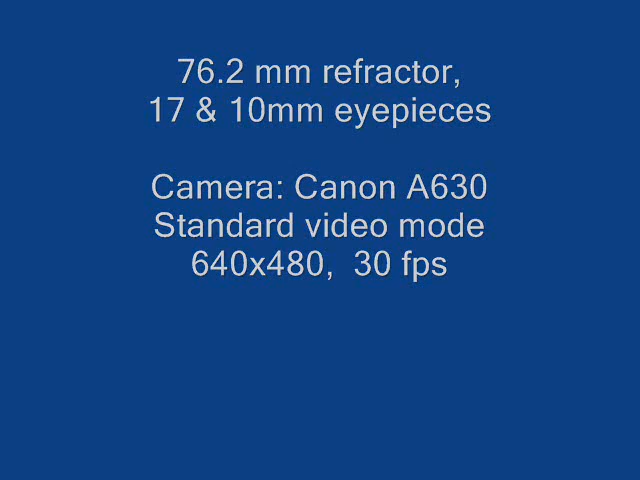 76.2 mm refractor,
17 & 10mm eyepieces
Camera: Canon A630
Standard video mode
640x480,  30 fps